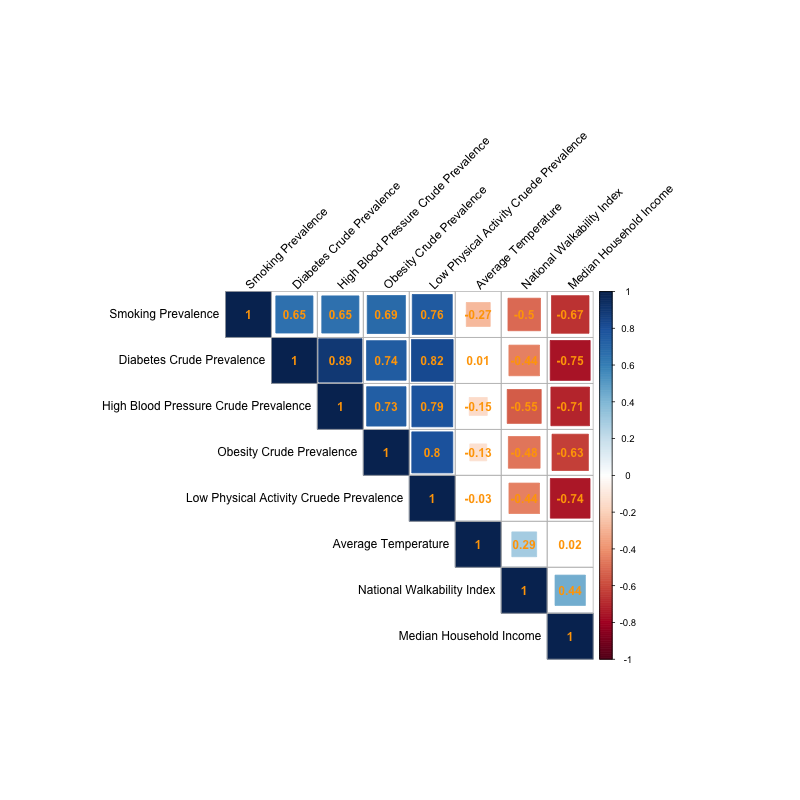 Smoking Prevalence
Diabetes Crude Prevalence
High Blood Pressure Crude Prevalence
Obesity Crude Prevalence
Low Physical Activity Cruede Prevalence
Average Temperature
National Walkability Index
Median Household Income
Smoking Prevalence 1 0.65 0.65 0.69 0.76 -0.27 -0.5 -0.67
Diabetes Crude Prevalence 1 0.89 0.74 0.82 0.01 -0.75
High Blood Pressure Crude Prevalence 1 0.73 0.79 -0.15 -0.55 -0.71
Obesity Crude Prevalence 1 0.8 -0.13 -0.63
Low Physical Activity Cruede Prevalence 1 -0.03 -0.74
Average Temperature 1 0.29 0.02
National Walkability Index 1
Median Household Income 1
1
0.8
0.6
0.4
0.2
0
-0.2
-0.4
-0.6
-0.8
-1